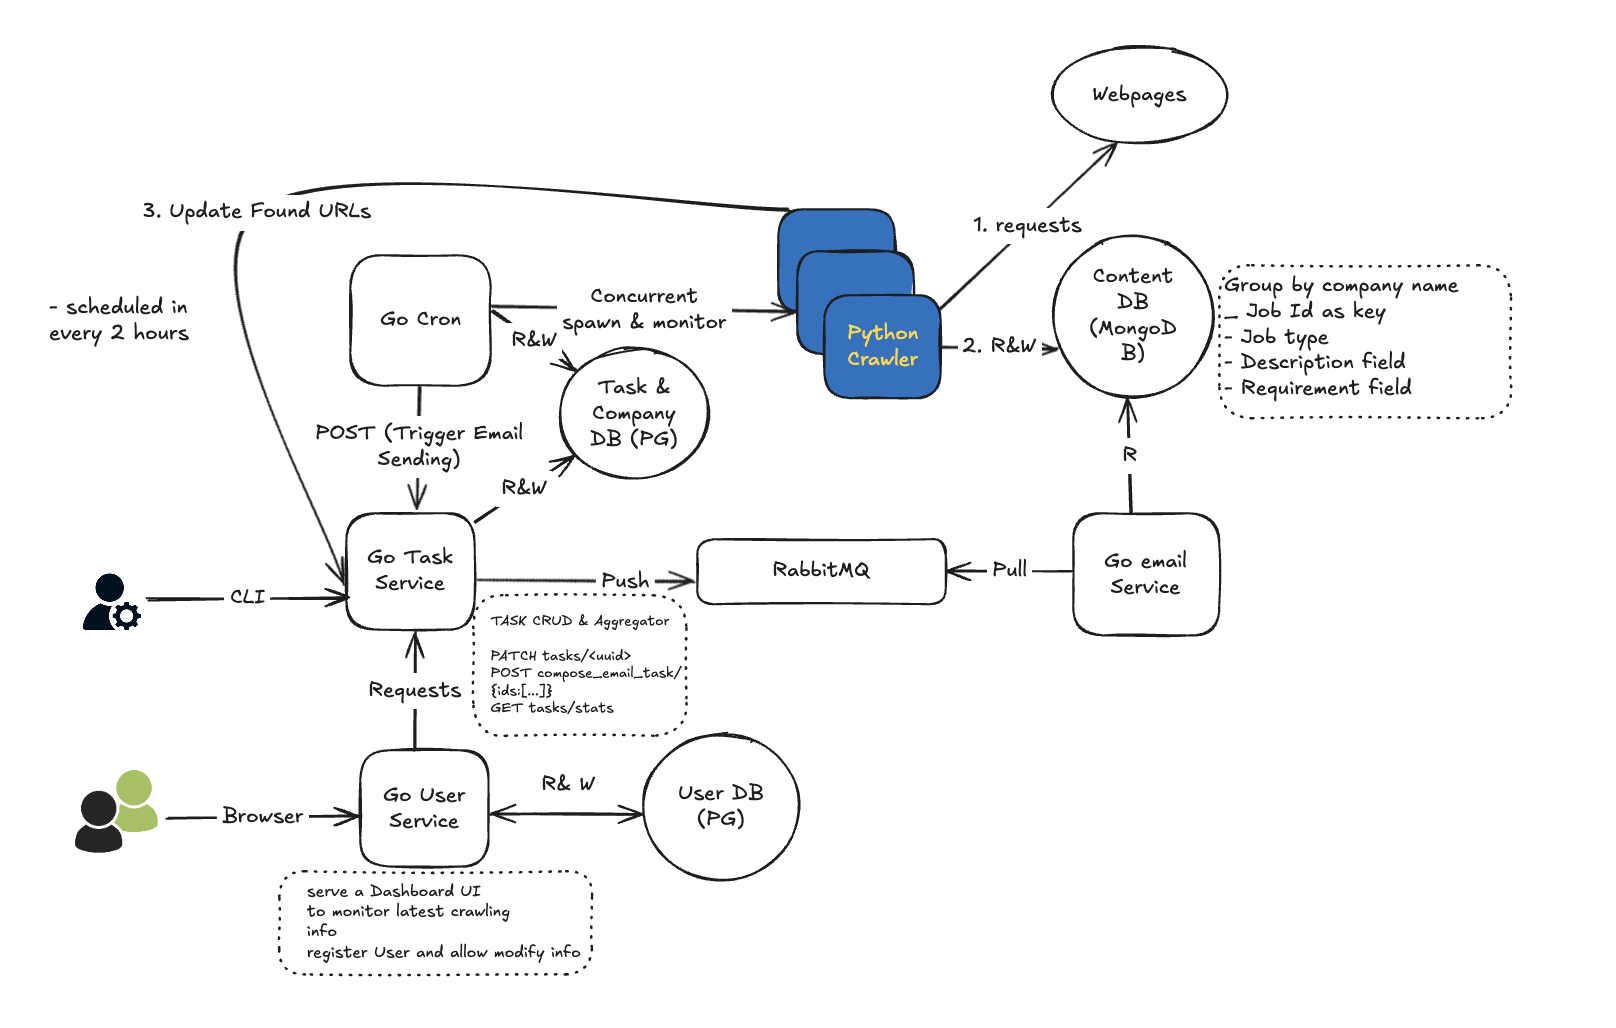 Webpages
3. Update Found URLs
1. requests
- scheduled in
every 2 hours
Go Cron
Concurrent
spawn & monitor
R&W
Python
Crawler
2. R&W
Content
DB
(MongoD
B)
Group by company name
_ Job Id as key
- Job type
- Description field
- Requirement field
Task &
Company
DB (PG)
POST (Trigger Email
Sending)
R&W
R
Go Task
Service
Push
RabbitMQ
Pull
Go email
Service
CLI
TASK CRUD & Aggregator
PATCH tasks/<uuid>
POST compose_email_task/
{ids:[...]}
GET tasks/stats
Requests
Browser
Go User
Service
R& W
User DB
(PG)
serve a Dashboard UI
to monitor latest crawling
info
register User and allow modify info